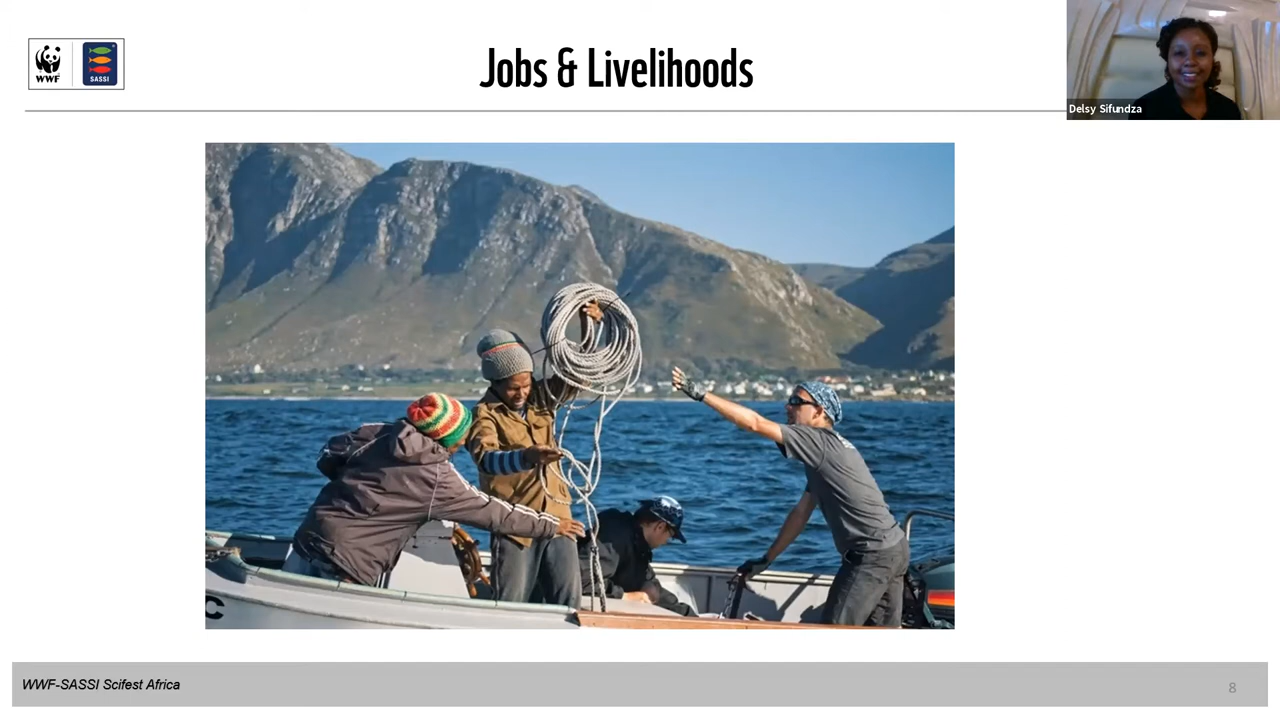 WWF
SASSI
Jobs & Livelihoods
Delsy Sifundza
C
WWF-SASSI Scifest Africa
8